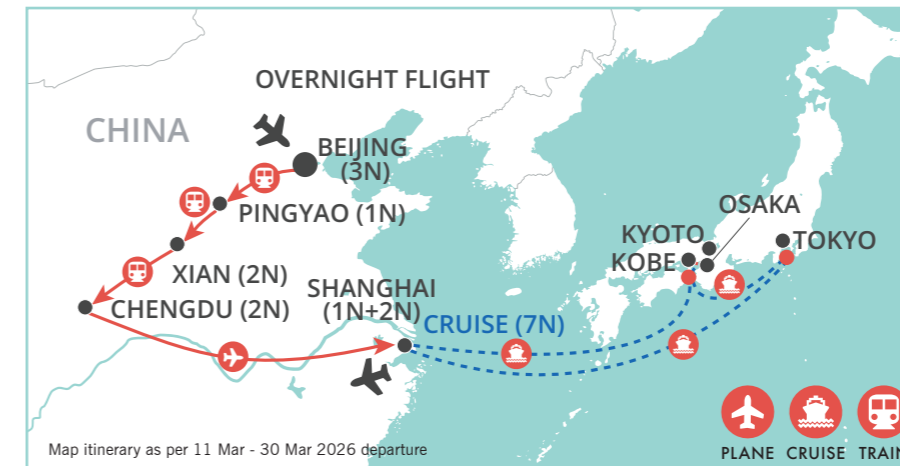 OVERNIGHT FLIGHT
CHINA
BEIJING
(3N)
PINGYAO (1N)
OSAKA
KYOTO
TOKYO
KOBE
XIAN (2N)
SHANGHAI
(1N+2N)
CHENGDU (2N)
CRUISE (7N)
Map itinerary as per 11 Mar - 30 Mar 2026 departure
PLANE CRUISE TRAIN